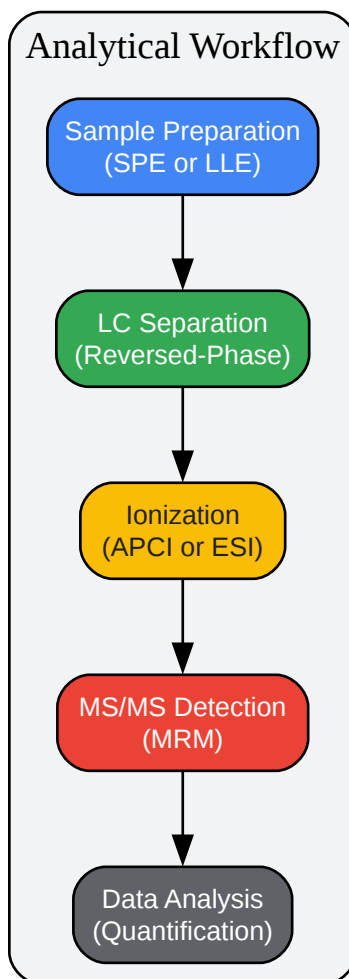 Analytical Workflow
Sample Preparation
(SPE or LLE)
LC Separation
(Reversed-Phase)
Ionization
(APCI or ESI)
MS/MS Detection
(MRM)
Data Analysis
(Quantification)